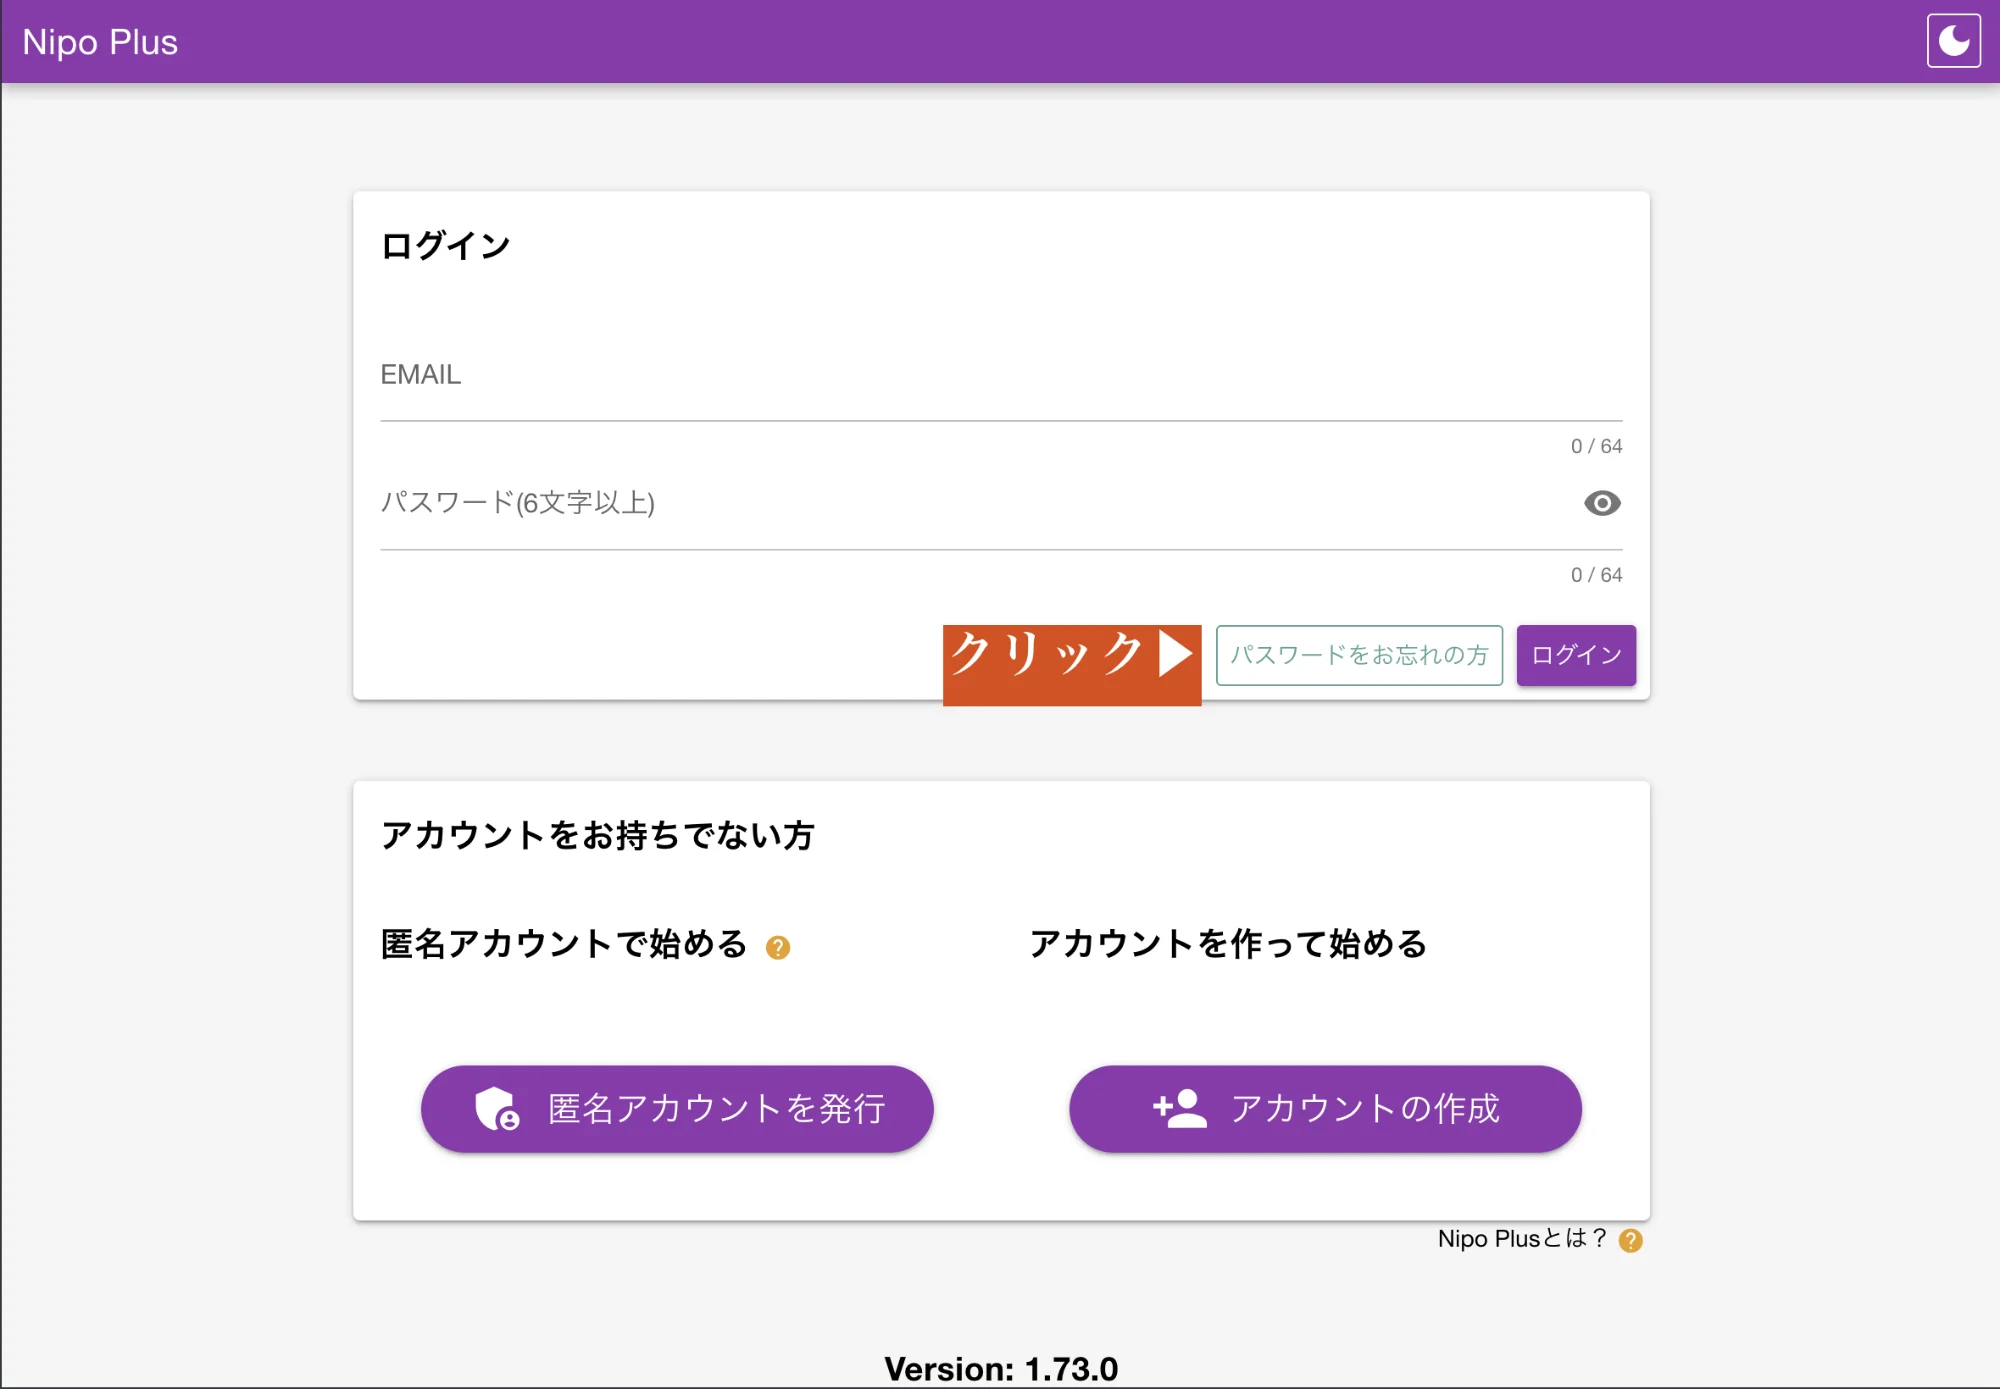 Nipo Plus
ログイン
EMAIL
0 / 64
パスワード(6文字以上)
0 / 64
クリック▶ パスワードをお忘れの方 ログイン
アカウントをお持ちでない方
匿名アカウントで始める ?
アカウントを作って始める
匿名アカウントを発行
アカウントの作成
Nipo Plusとは？ ?
Version: 1.73.0